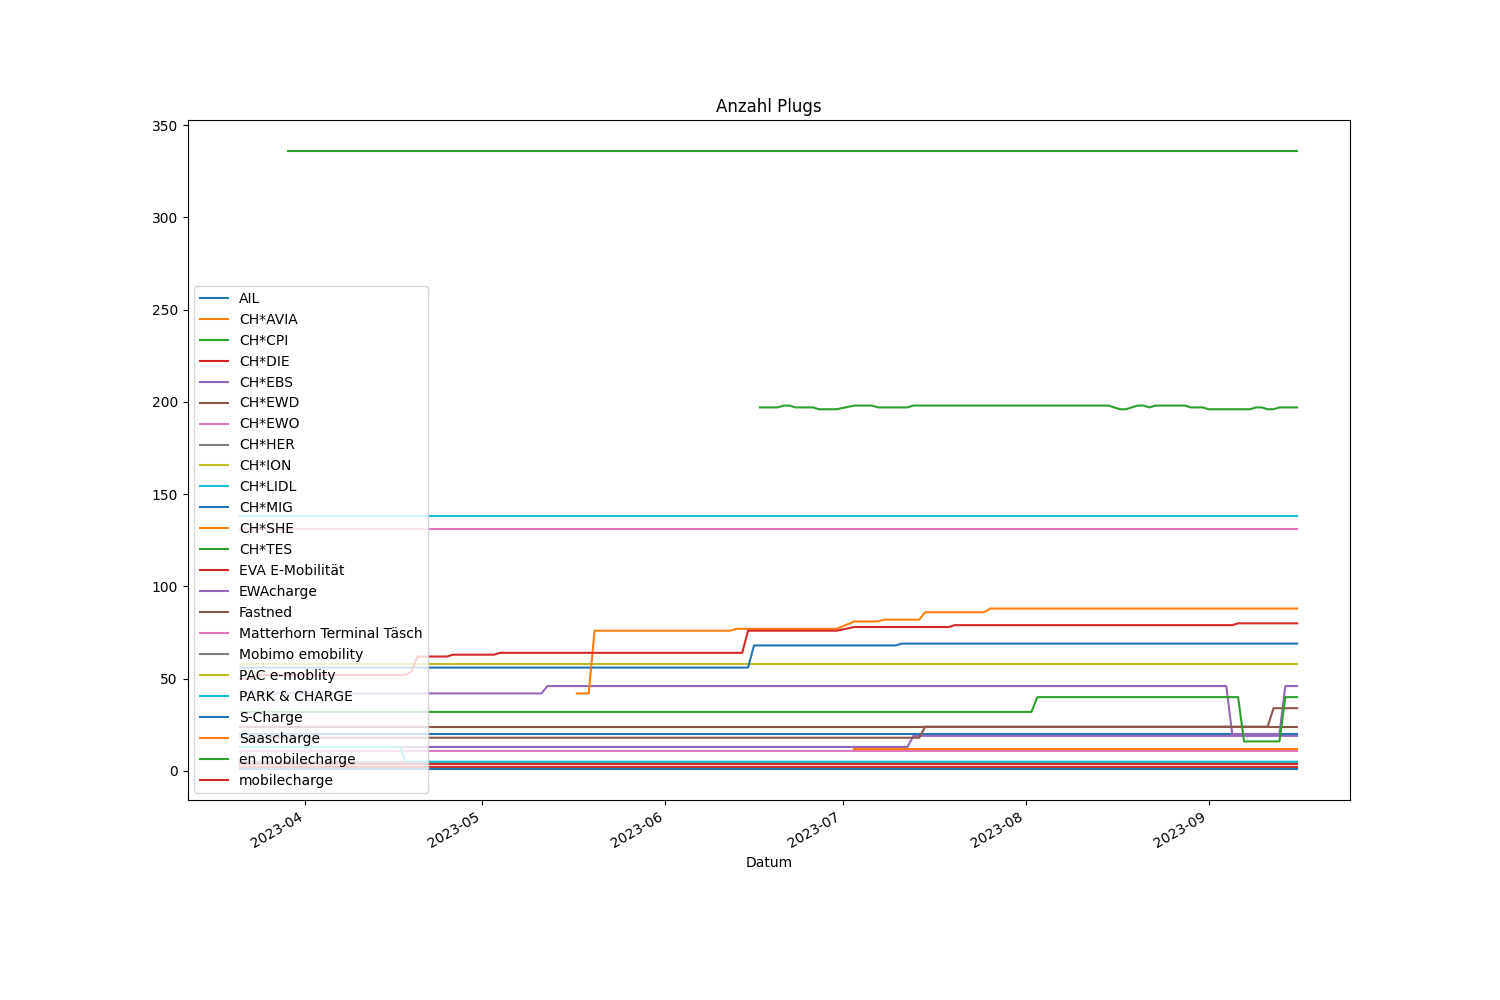 Anzahl Plugs
350
300
250
200
150
100
50
0
AIL
CH*AVIA
CH*CPI
CH*DIE
CH*EBS
CH*EWD
CH*EWO
CH*HER
CH*ION
CH*LIDL
CH*MIG
CH*SHE
CH*TES
EVA E-Mobilität
EWAcharge
Fastned
Matterhorn Terminal Täsch
Mobimo emobility
PAC e-moblity
PARK & CHARGE
S-Charge
Saascharge
en mobilecharge
mobilecharge
2023-04
2023-05
2023-06
2023-07
2023-08
2023-09
Datum